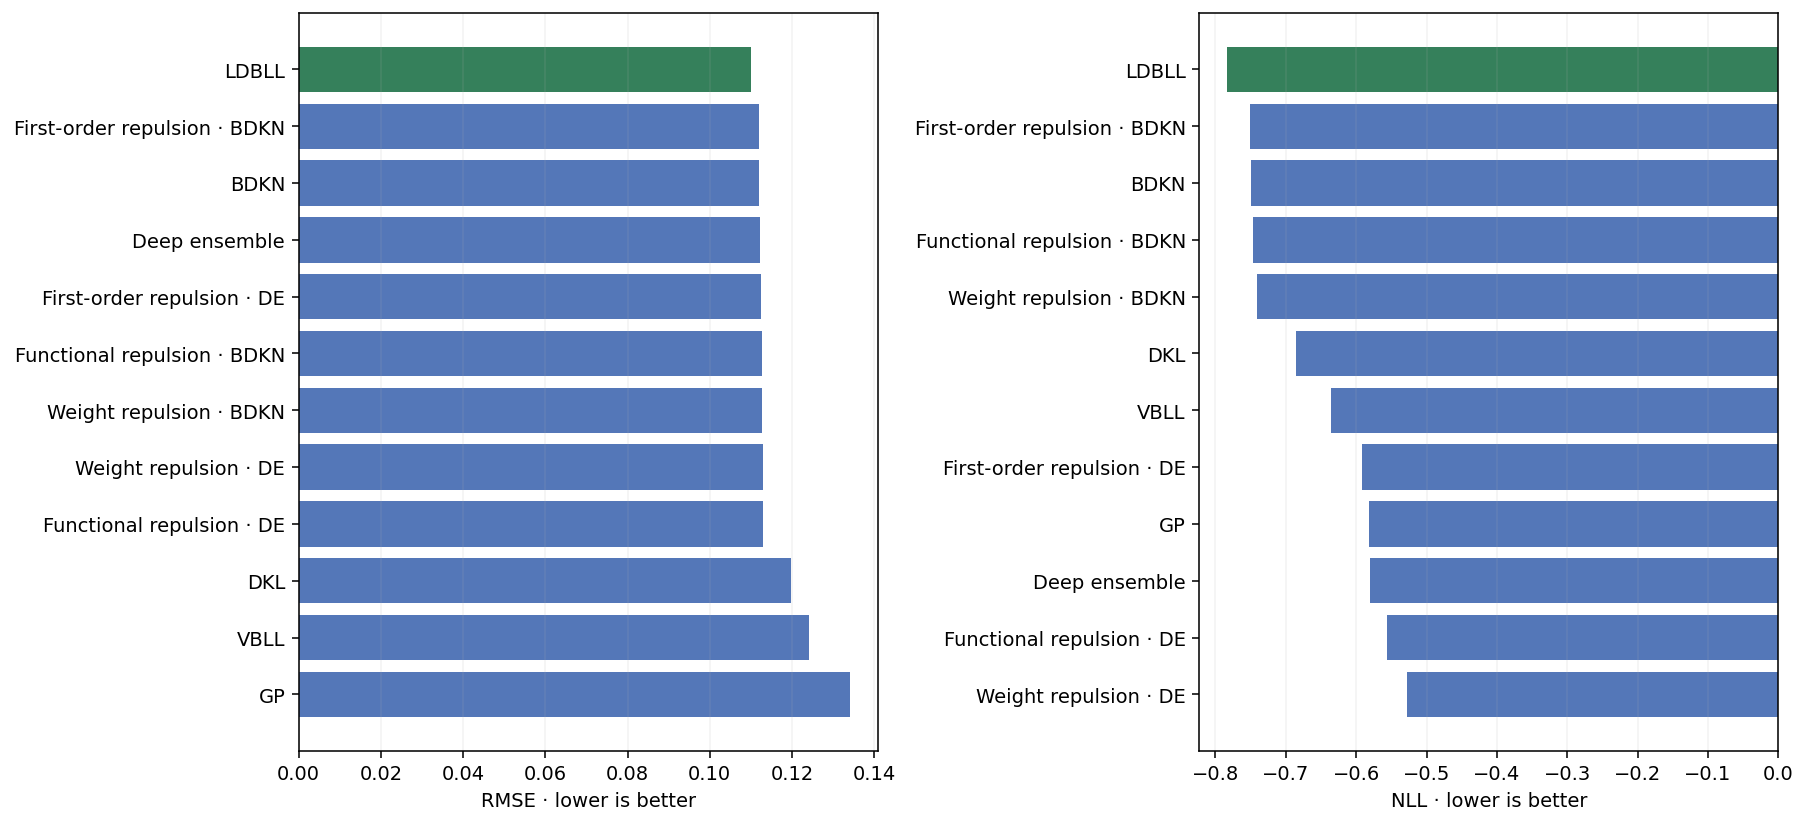 LDBLL
First-order repulsion · BDKN
BDKN
Deep ensemble
First-order repulsion · DE
Functional repulsion · BDKN
Weight repulsion · BDKN
Weight repulsion · DE
Functional repulsion · DE
DKL
VBLL
GP
0.00 0.02 0.04 0.06 0.08 0.10 0.12 0.14
RMSE · lower is better
LDBLL
First-order repulsion · BDKN
BDKN
Functional repulsion · BDKN
Weight repulsion · BDKN
DKL
VBLL
First-order repulsion · DE
GP
Deep ensemble
Functional repulsion · DE
Weight repulsion · DE
−0.8 −0.7 −0.6 −0.5 −0.4 −0.3 −0.2 −0.1 0.0
NLL · lower is better